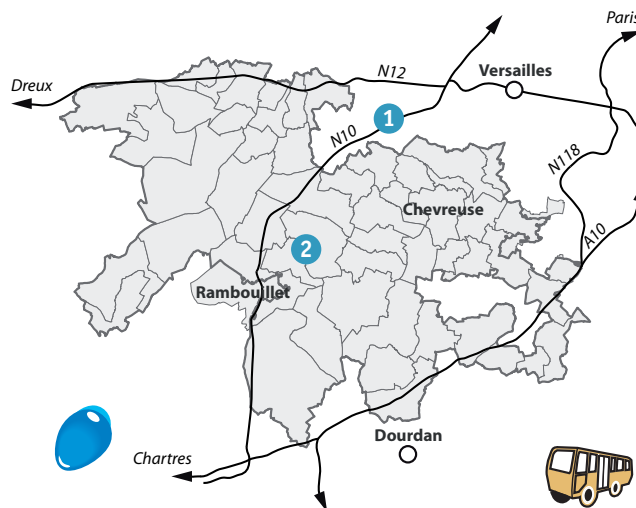 Paris
Dreux
N12
Versailles
1
N10
N118
Chevreuse
A10
2
Rambouillet
Dourdan
Chartres